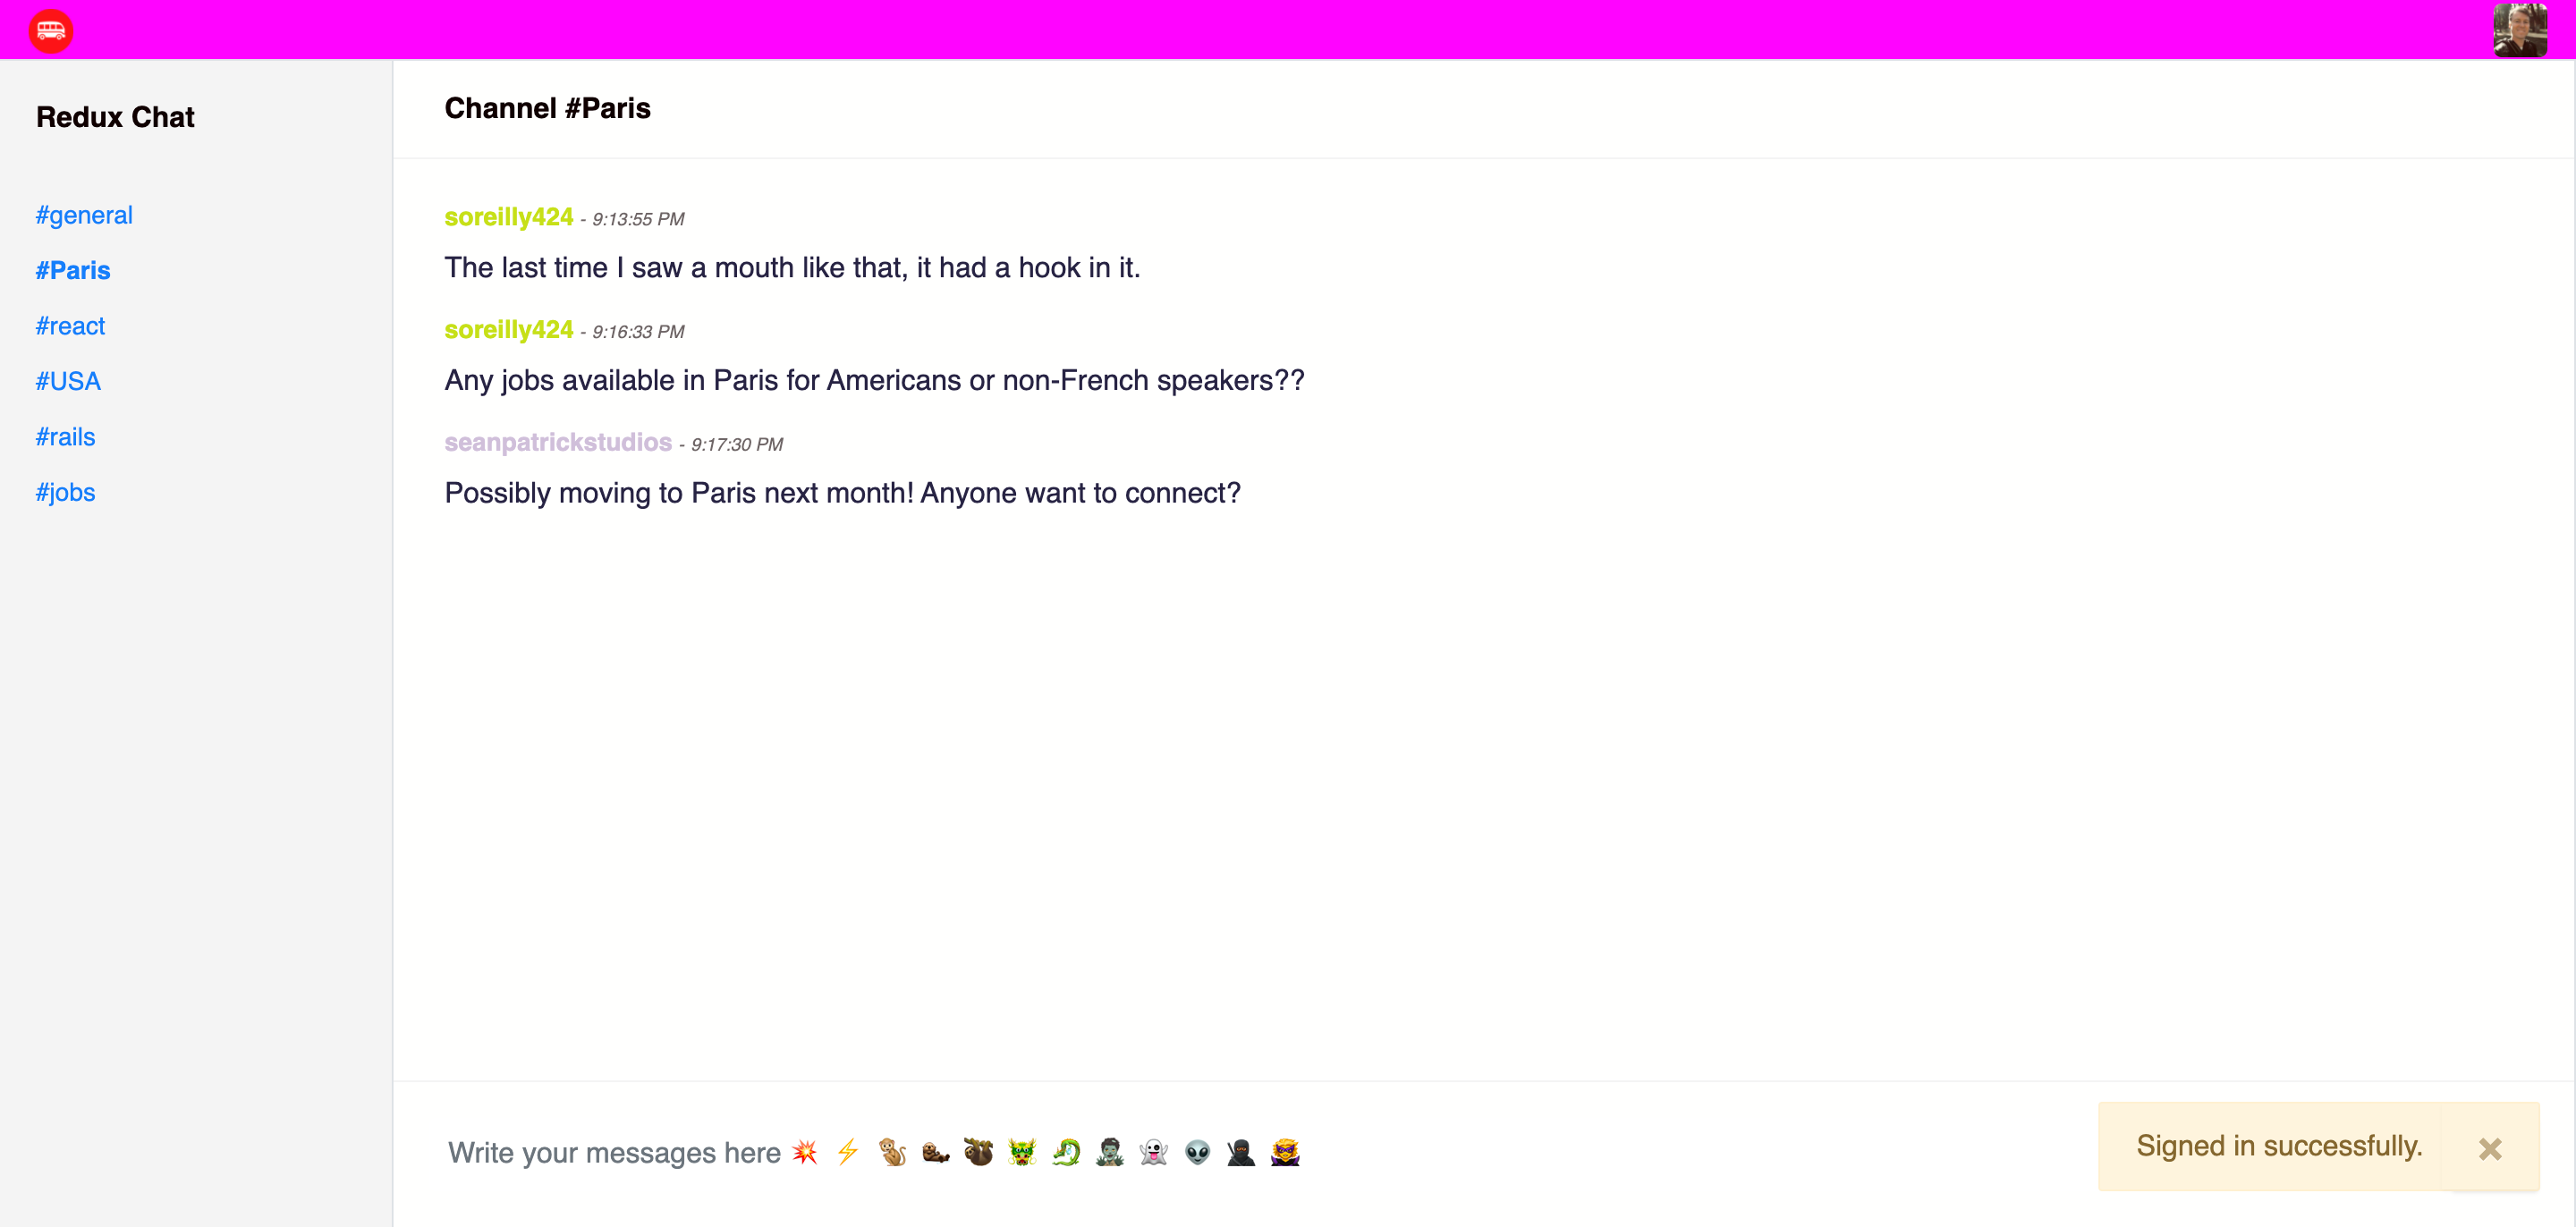 Redux Chat
#general
#Paris
#react
#USA
#rails
#jobs
Channel #Paris
soreilly424 - 9:13:55 PM
The last time I saw a mouth like that, it had a hook in it.
soreilly424 - 9:16:33 PM
Any jobs available in Paris for Americans or non-French speakers??
seanpatrickstudios - 9:17:30 PM
Possibly moving to Paris next month! Anyone want to connect?
Write your messages here 💥 ⚡ 🐒 🦦 🦥 🐲 🐉 🧟 👻 👽 🥷 🦹
Signed in successfully. ×